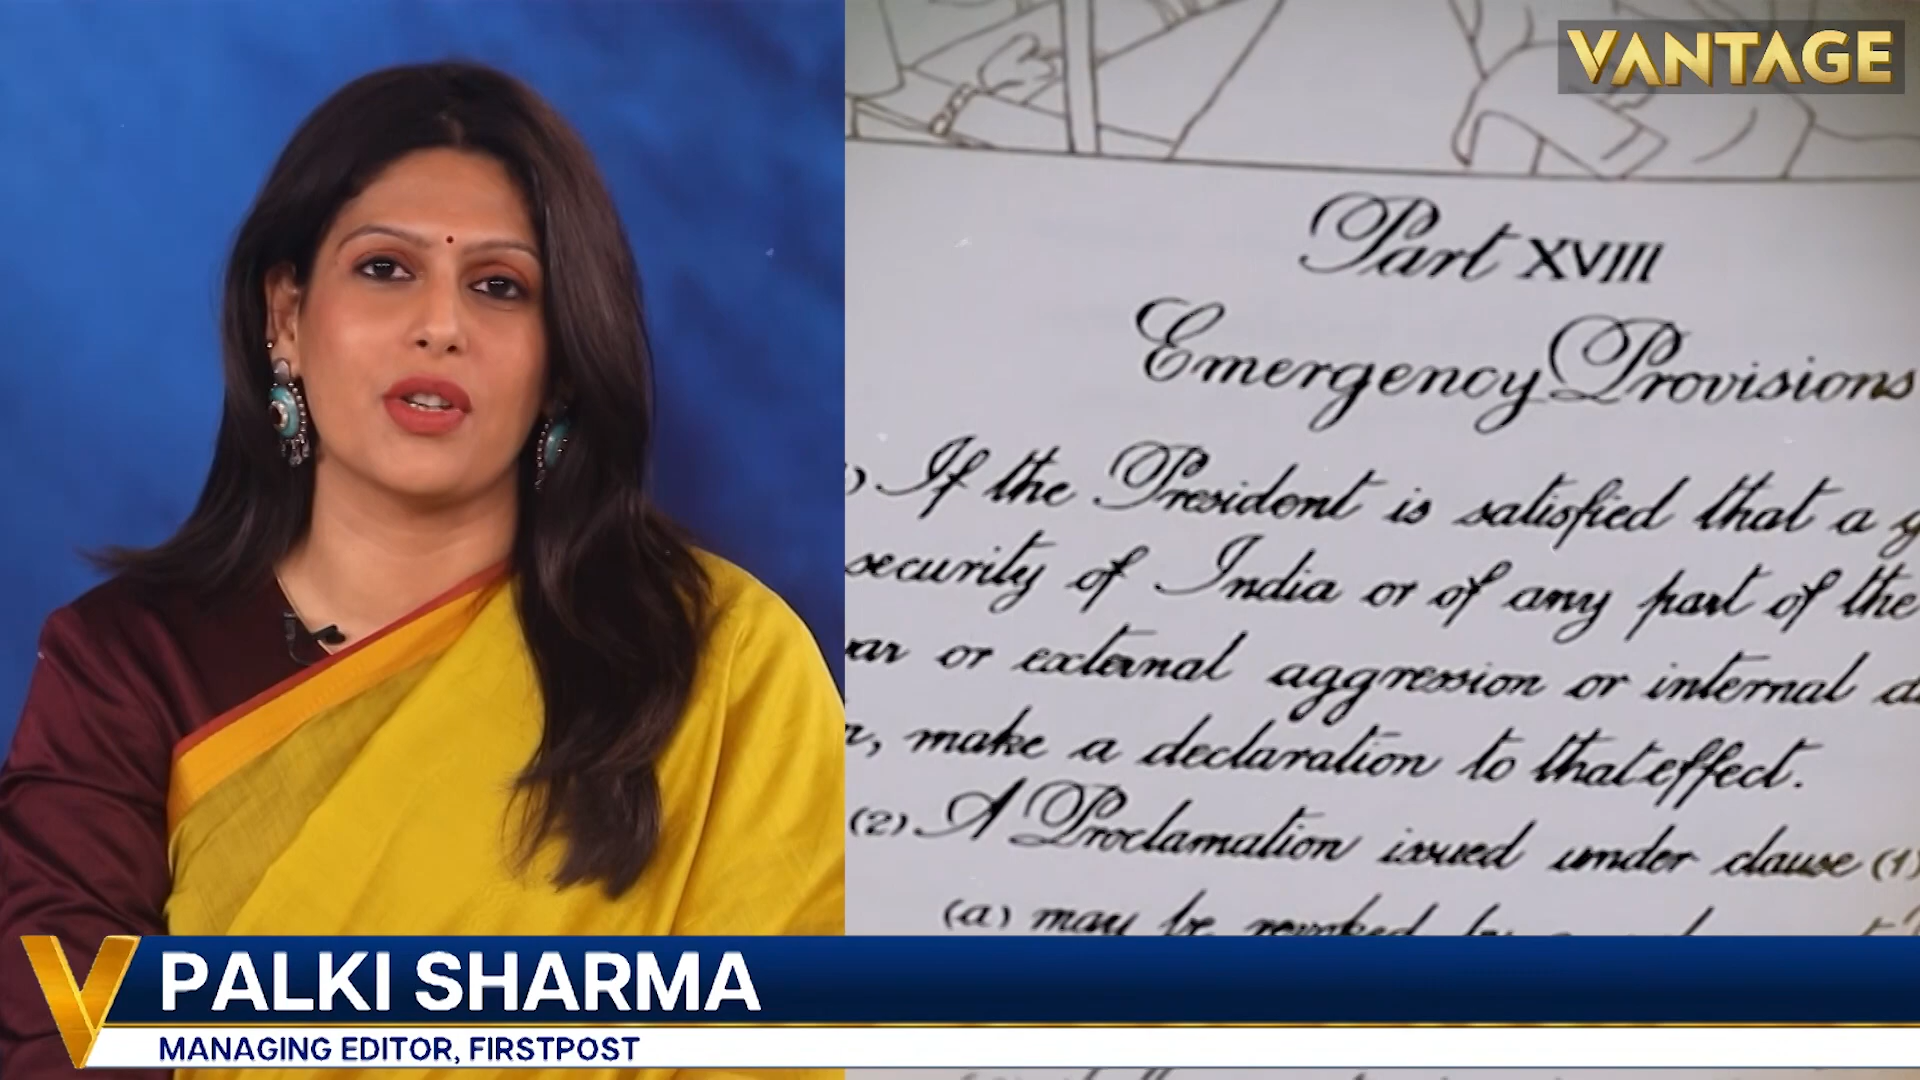 VANTAGE
Part XVIII
Emergency Provisions
If the President is satisfied that a
security of India or of any part of the
or external aggression or internal
make a declaration to that effect.
(2) A Proclamation issued under clause (1)
(a) may be revoked
PALKI SHARMA
MANAGING EDITOR, FIRSTPOST